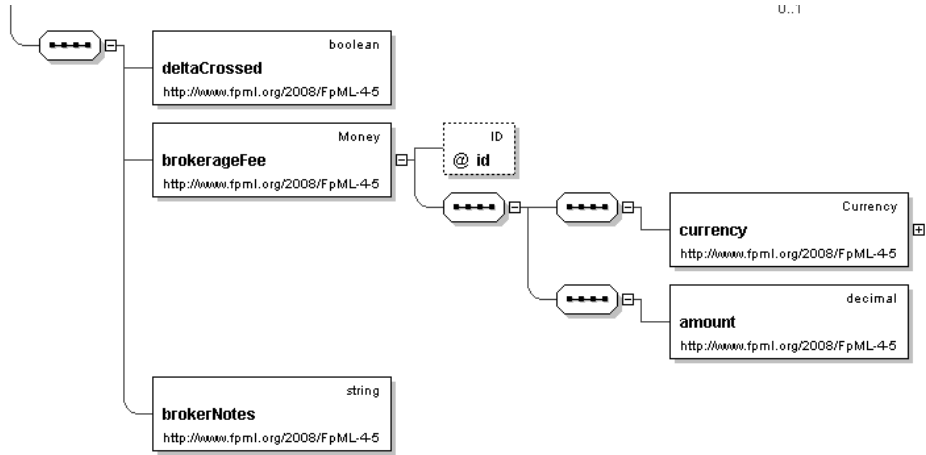 0..1
boolean
deltaCrossed
http://www.fpml.org/2008/FpML-4-5
Money
brokerageFee
http://www.fpml.org/2008/FpML-4-5
ID
@ id
Currency
currency
http://www.fpml.org/2008/FpML-4-5
decimal
amount
http://www.fpml.org/2008/FpML-4-5
string
brokerNotes
http://www.fpml.org/2008/FpML-4-5